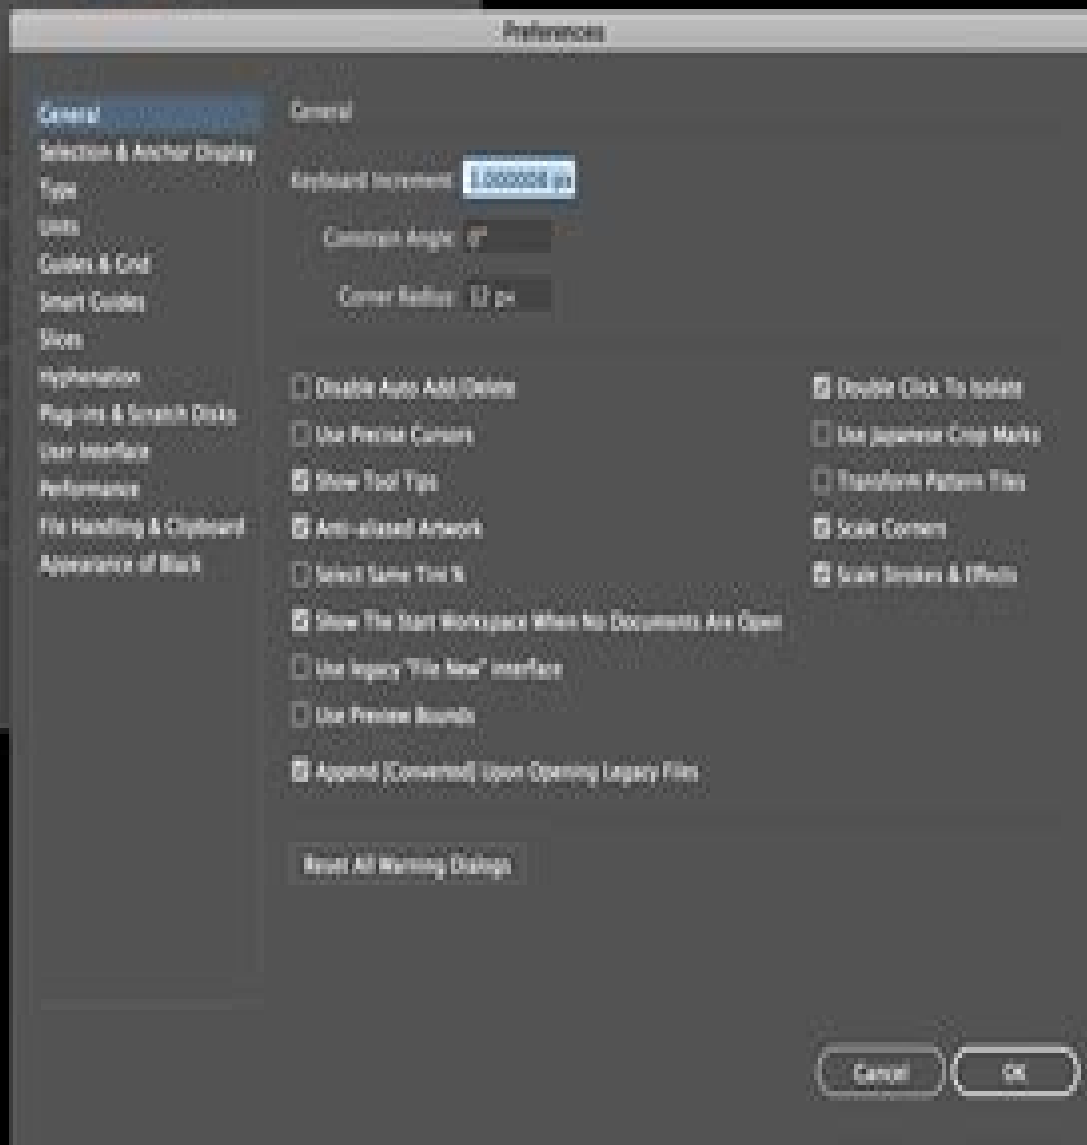 Preferences
General
Selection & Anchor Display
Type
Units
Guides & Grid
Smart Guides
Slices
Hyphenation
Plug-ins & Scratch Disks
User Interface
Performance
File Handling & Clipboard
Appearance of Black
General
Keyboard Increment:
Constrain Angle: 0°
Corner Radius: 12 px
Disable Auto Add/Delete
Use Precise Cursors
Show Tool Tips
Anti-aliased Artwork
Select Same Tint %
Show The Start Workspace When No Documents Are Open
Use legacy "File New" interface
Use Preview Bounds
Append [Converted] Upon Opening Legacy Files
Double Click To Isolate
Use Japanese Crop Marks
Transform Pattern Tiles
Scale Corners
Scale Strokes & Effects
Reset All Warning Dialogs
Cancel
OK